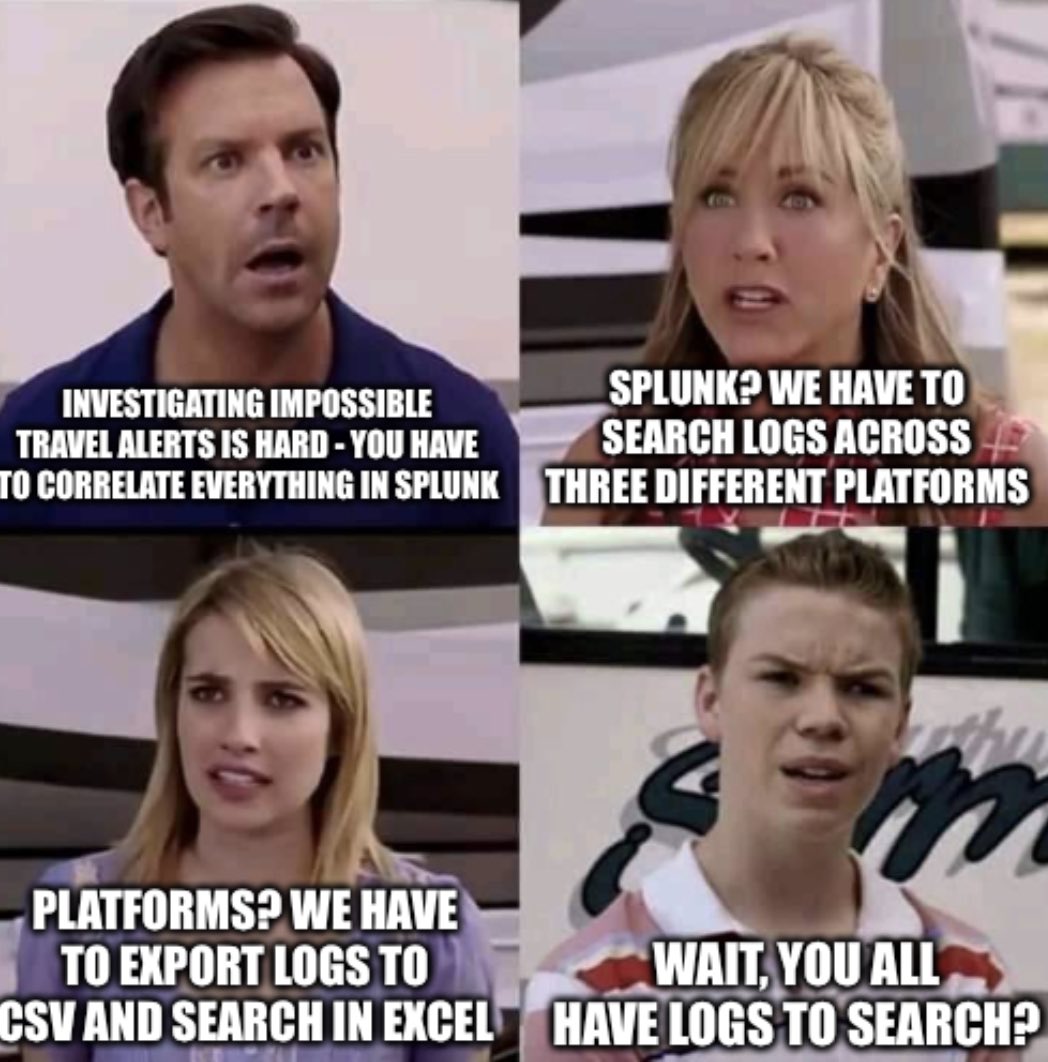 INVESTIGATING IMPOSSIBLE
TRAVEL ALERTS IS HARD - YOU HAVE
TO CORRELATE EVERYTHING IN SPLUNK
SPLUNK? WE HAVE TO
SEARCH LOGS ACROSS
THREE DIFFERENT PLATFORMS
PLATFORMS? WE HAVE
TO EXPORT LOGS TO
CSV AND SEARCH IN EXCEL
WAIT, YOU ALL
HAVE LOGS TO SEARCH?